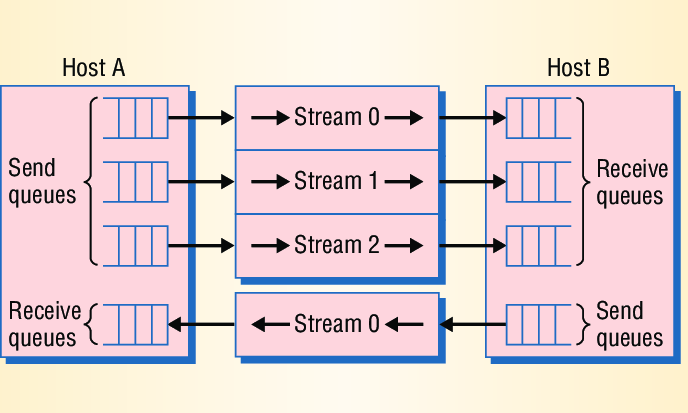 Host A
Host B
Send
queues
Stream 0
Stream 1
Stream 2
Receive
queues
Receive
queues
Stream 0
Send
queues